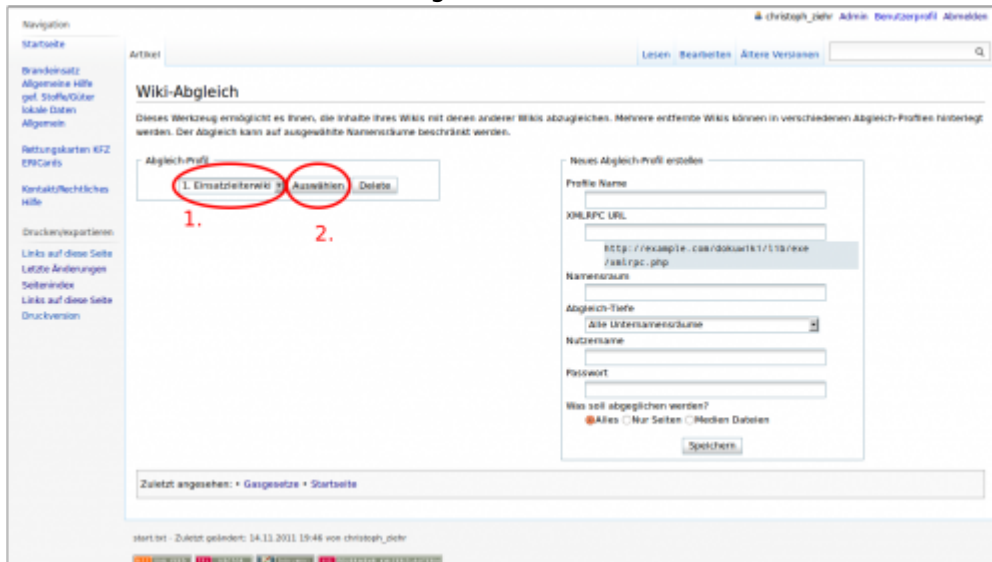 christoph_ziehr Admin Benutzerprofil Abmelden
Navigation
Startseite
Brandeinsatz
Allgemeine Hilfe
gef. Stoffe/Güter
lokale Daten
Allgemein
Rettungskarten KFZ
ERICards
Kontakt/Rechtliches
Hilfe
Drucken/exportieren
Links auf diese Seite
Letzte Änderungen
Seitenindex
Links auf diese Seite
Druckversion
Artikel
Lesen Bearbeiten Ältere Versionen
Wiki-Abgleich
Dieses Werkzeug ermöglicht es Ihnen, die Inhalte Ihres Wikis mit denen anderer Wikis abzugleichen. Mehrere entfernte Wikis können in verschiedenen Abgleich-Profilen hinterlegt
werden. Der Abgleich kann auf ausgewählte Namensräume beschränkt werden.
Abgleich-Profil
1. Einsatzleiterwiki Auswählen Delete
1.
2.
Neues Abgleich-Profil erstellen
Profile Name
XMLRPC URL
http://example.com/dokuwiki/lib/exe
/xmlrpc.php
Namensraum
Abgleich-Tiefe
Alle Unternamensräume
Nutzername
Passwort
Was soll abgeglichen werden?
Alles Nur Seiten Medien Dateien
Speichern
Zuletzt angesehen: • Gasgesetze • Startseite
start.txt · Zuletzt geändert: 14.11.2011 19:46 von christoph_ziehr